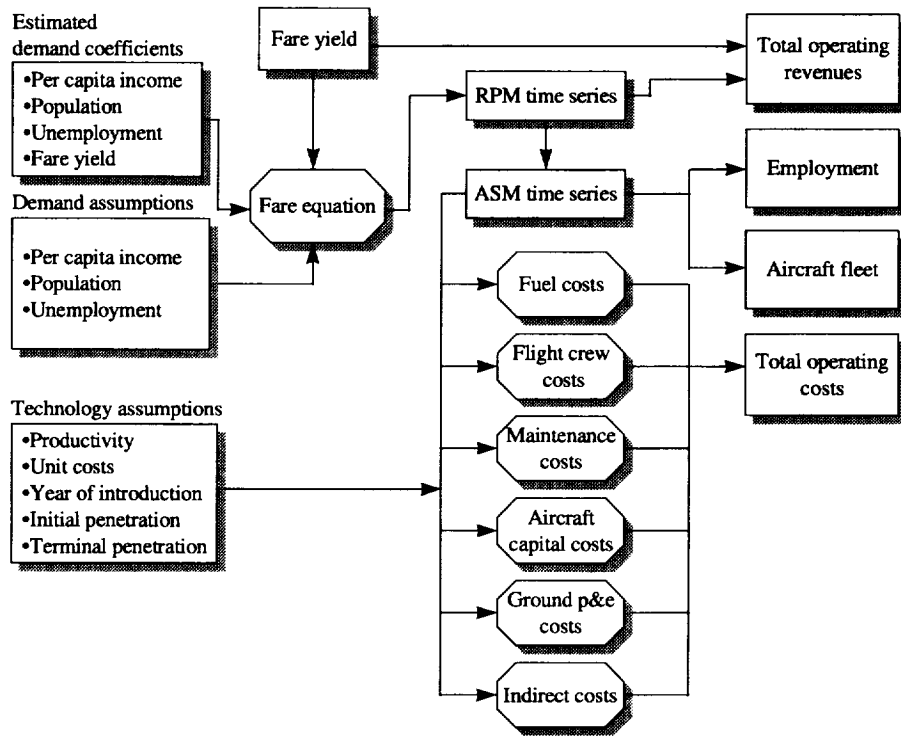 Estimated
demand coefficients
•Per capita income
•Population
•Unemployment
•Fare yield
Demand assumptions
•Per capita income
•Population
•Unemployment
Technology assumptions
•Productivity
•Unit costs
•Year of introduction
•Initial penetration
•Terminal penetration
Fare yield
Fare equation
RPM time series
ASM time series
Fuel costs
Flight crew
costs
Maintenance
costs
Aircraft
capital costs
Ground p&e
costs
Indirect costs
Total operating
revenues
Employment
Aircraft fleet
Total operating
costs